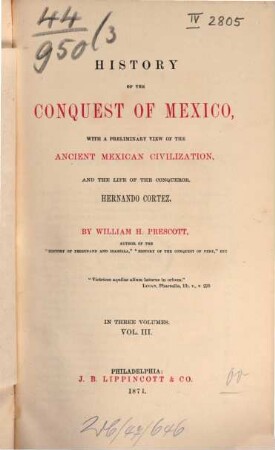 44
950 (3
IV 2805
HISTORY
OF THE
CONQUEST OF MEXICO,
WITH A PRELIMINARY VIEW OF THE
ANCIENT MEXICAN CIVILIZATION,
AND THE LIFE OF THE CONQUEROR,
HERNANDO CORTEZ.
BY WILLIAM H. PRESCOTT,
AUTHOR OF THE
"HISTORY OF FERDINAND AND ISABELLA," "HISTORY OF THE CONQUEST OF PERU," ETC
"Victrices aquilas alium laturus in orbem."
LUCAN, Pharsalia, lib. v., v. 238
IN THREE VOLUMES.
VOL. III.
PHILADELPHIA:
J. B. LIPPINCOTT & CO.
1871.